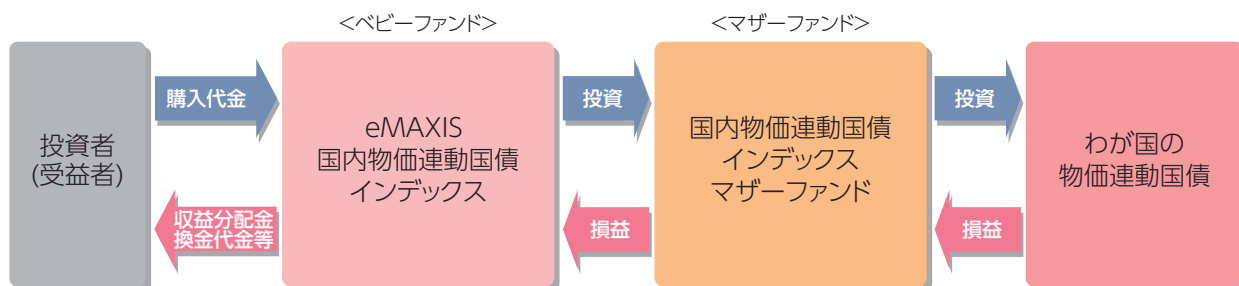 <ベビーファンド>
<マザーファンド>
投資者
(受益者)
購入代金
収益分配金
換金代金等
eMAXIS
国内物価連動国債
インデックス
投資
損益
国内物価連動国債
インデックス
マザーファンド
投資
損益
わが国の
物価連動国債